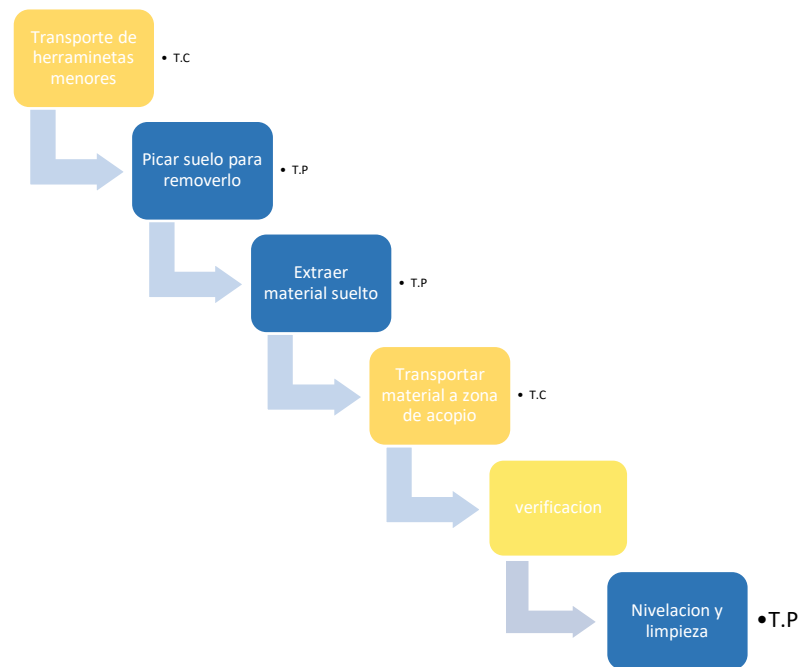 Transporte de
herraminetas
menores
• T.C
Picar suelo para
removerlo
• T.P
Extraer
material suelto
• T.P
Transportar
material a zona
de acopio
• T.C
verificacion
Nivelacion y
limpieza
•T.P